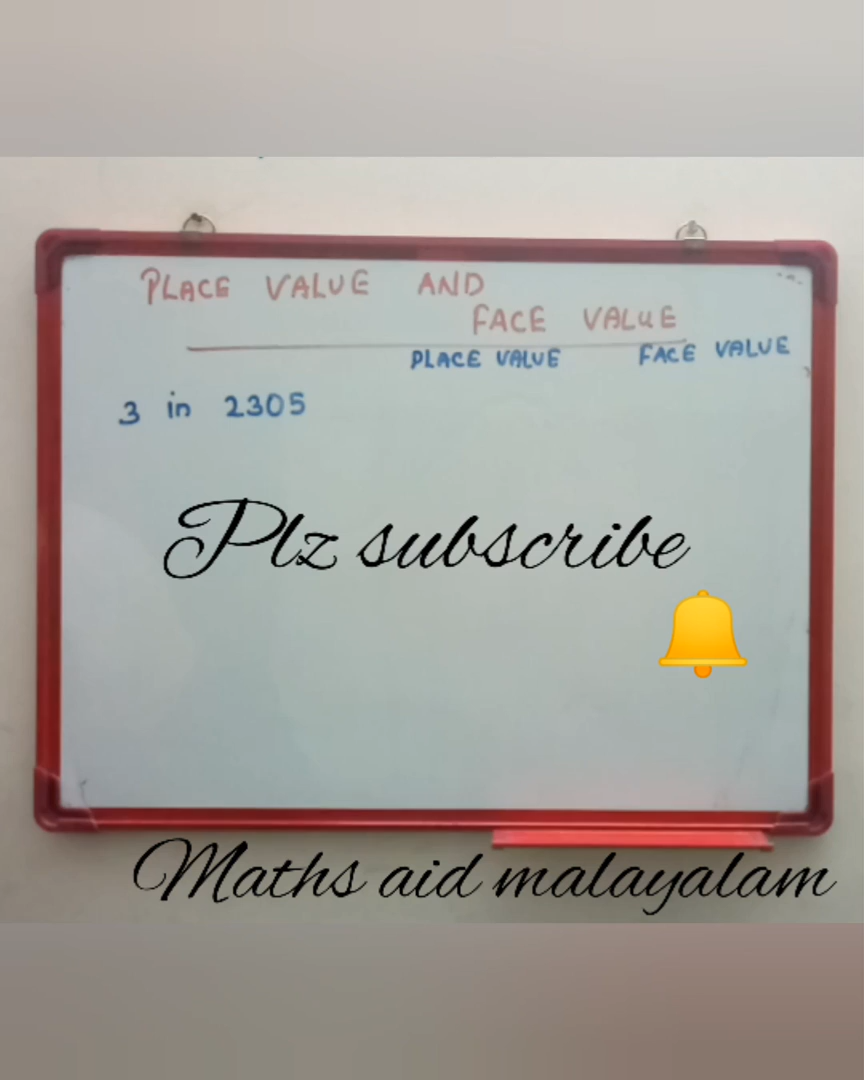 PLACE VALUE AND
FACE VALUE
PLACE VALUE FACE VALUE
3 in 2305
Plz subscribe
Maths aid malayalam